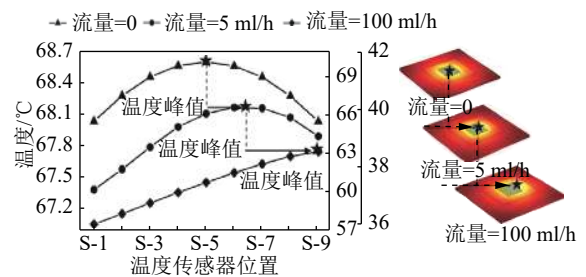 流量=0 流量=5 ml/h 流量=100 ml/h
68.7
68.4
68.1
67.8
67.5
67.2
温度/℃
69
66
63
60
57
42
40
38
36
温度峰值
温度峰值
温度峰值
S-1 S-3 S-5 S-7 S-9
温度传感器位置
流量=0
流量=5 ml/h
流量=100 ml/h